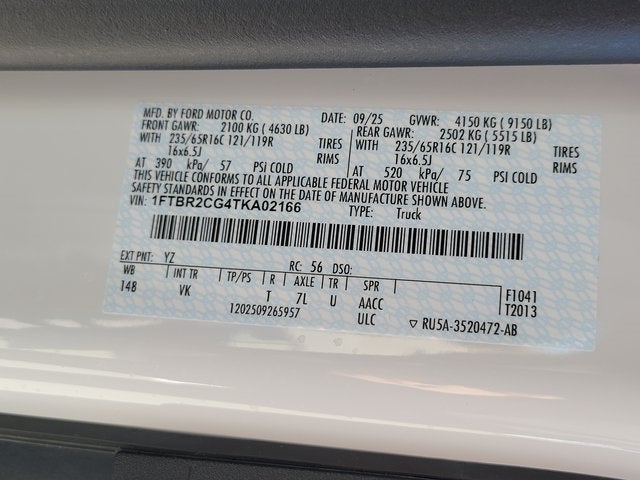 MFD. BY FORD MOTOR CO. DATE: 09/25 GVWR: 4150 KG ( 9150 LB)
FRONT GAWR: 2100 KG ( 4630 LB) REAR GAWR: 2502 KG ( 5515 LB)
WITH 235/65R16C 121/119R TIRES WITH 235/65R16C 121/119R TIRES
16x6.5J RIMS 16x6.5J RIMS
AT 390 kPa/ 57 PSI COLD AT 520 kPa/ 75 PSI COLD
THIS VEHICLE CONFORMS TO ALL APPLICABLE FEDERAL MOTOR VEHICLE
SAFETY STANDARDS IN EFFECT ON THE DATE OF MANUFACTURE SHOWN ABOVE.
VIN: 1FTBR2CG4TKA02166 TYPE: Truck
EXT PNT: YZ RC: 56 DSO:
WB INT TR TP/PS R AXLE TR SPR F1041
148 VK T 7L U AACC T2013
ULC ▽ RU5A-3520472-AB
1202509265957